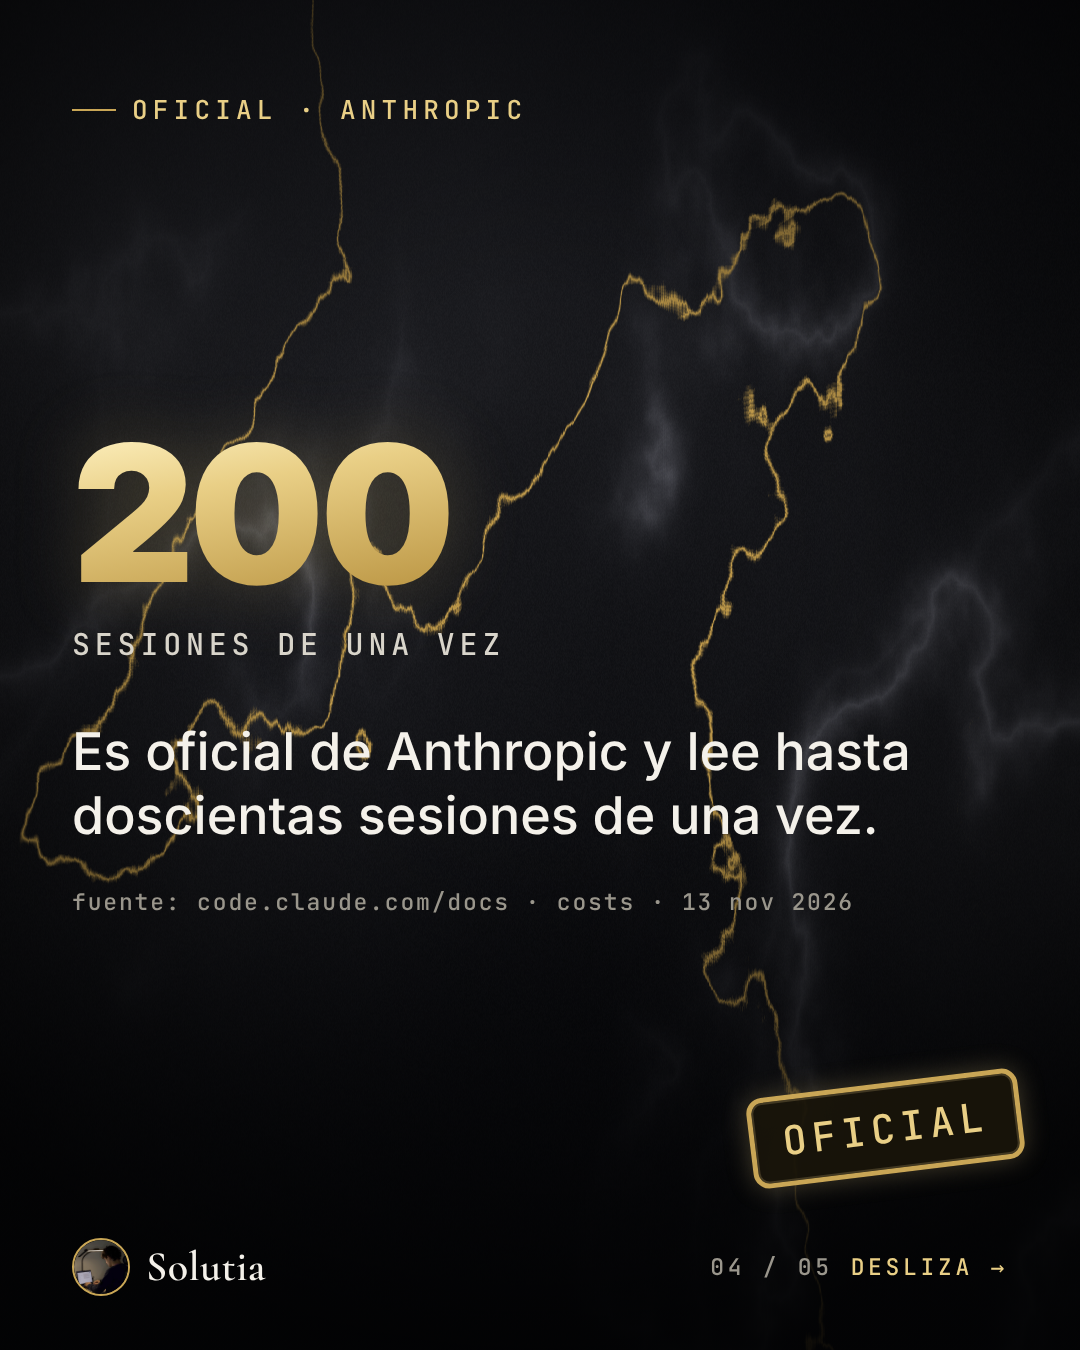 OFICIAL · ANTHROPIC
200
SESIONES DE UNA VEZ
Es oficial de Anthropic y lee hasta
doscientas sesiones de una vez.
fuente: code.claude.com/docs · costs · 13 nov 2026
OFICIAL
Solutia
04 / 05 DESLIZA →